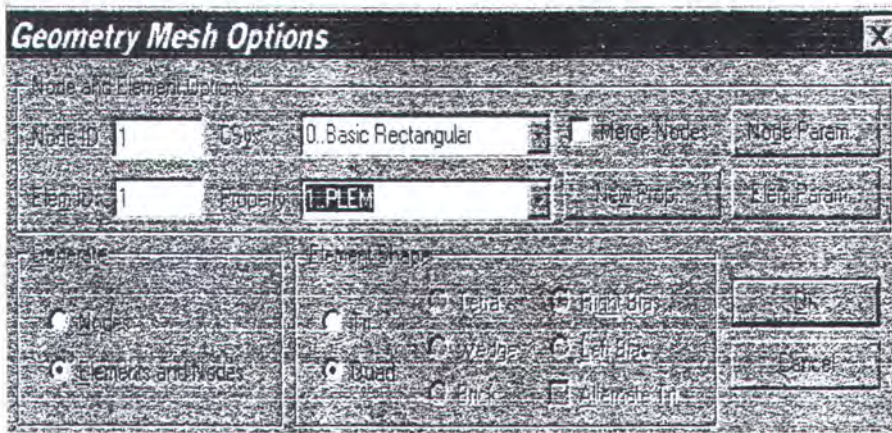 Geometry Mesh Options
Node and Element Options
Node ID 1 CSys 0..Basic Rectangular Merge Nodes Node Param..
Elem ID 1 Property 1..PLEM New Prop... Elem Param...
Generate Element Shape
Nodes Tri Tetra Right Bias
Elements and Nodes Quad Wedge Left Bias
Brick Alternate Tri
OK
Cancel